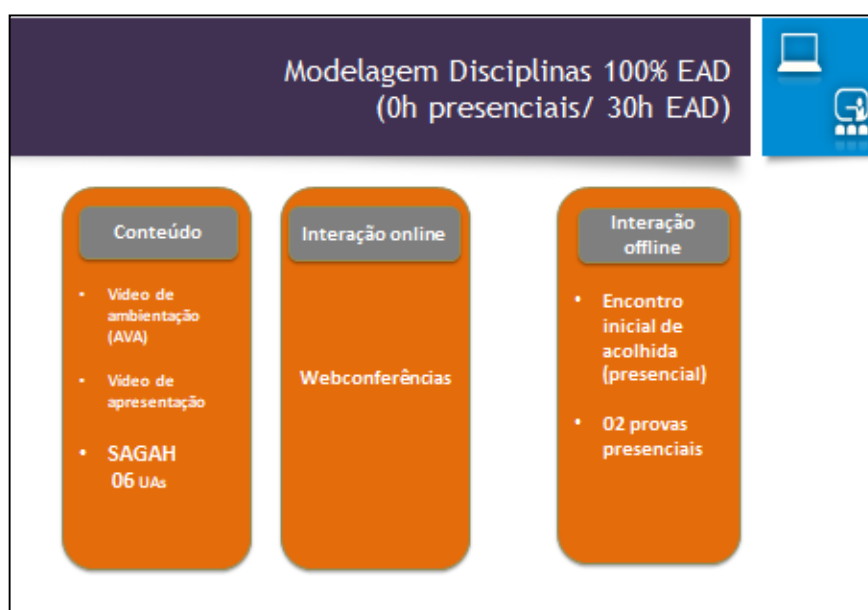 Modelagem Disciplinas 100% EAD
(0h presenciais/ 30h EAD)
Conteúdo
• Vídeo de
ambientação
(AVA)
• Vídeo de
apresentação
• SAGAH
06 UAs
Interação online
Webconferências
Interação
offline
• Encontro
inicial de
acolhida
(presencial)
• 02 provas
presenciais